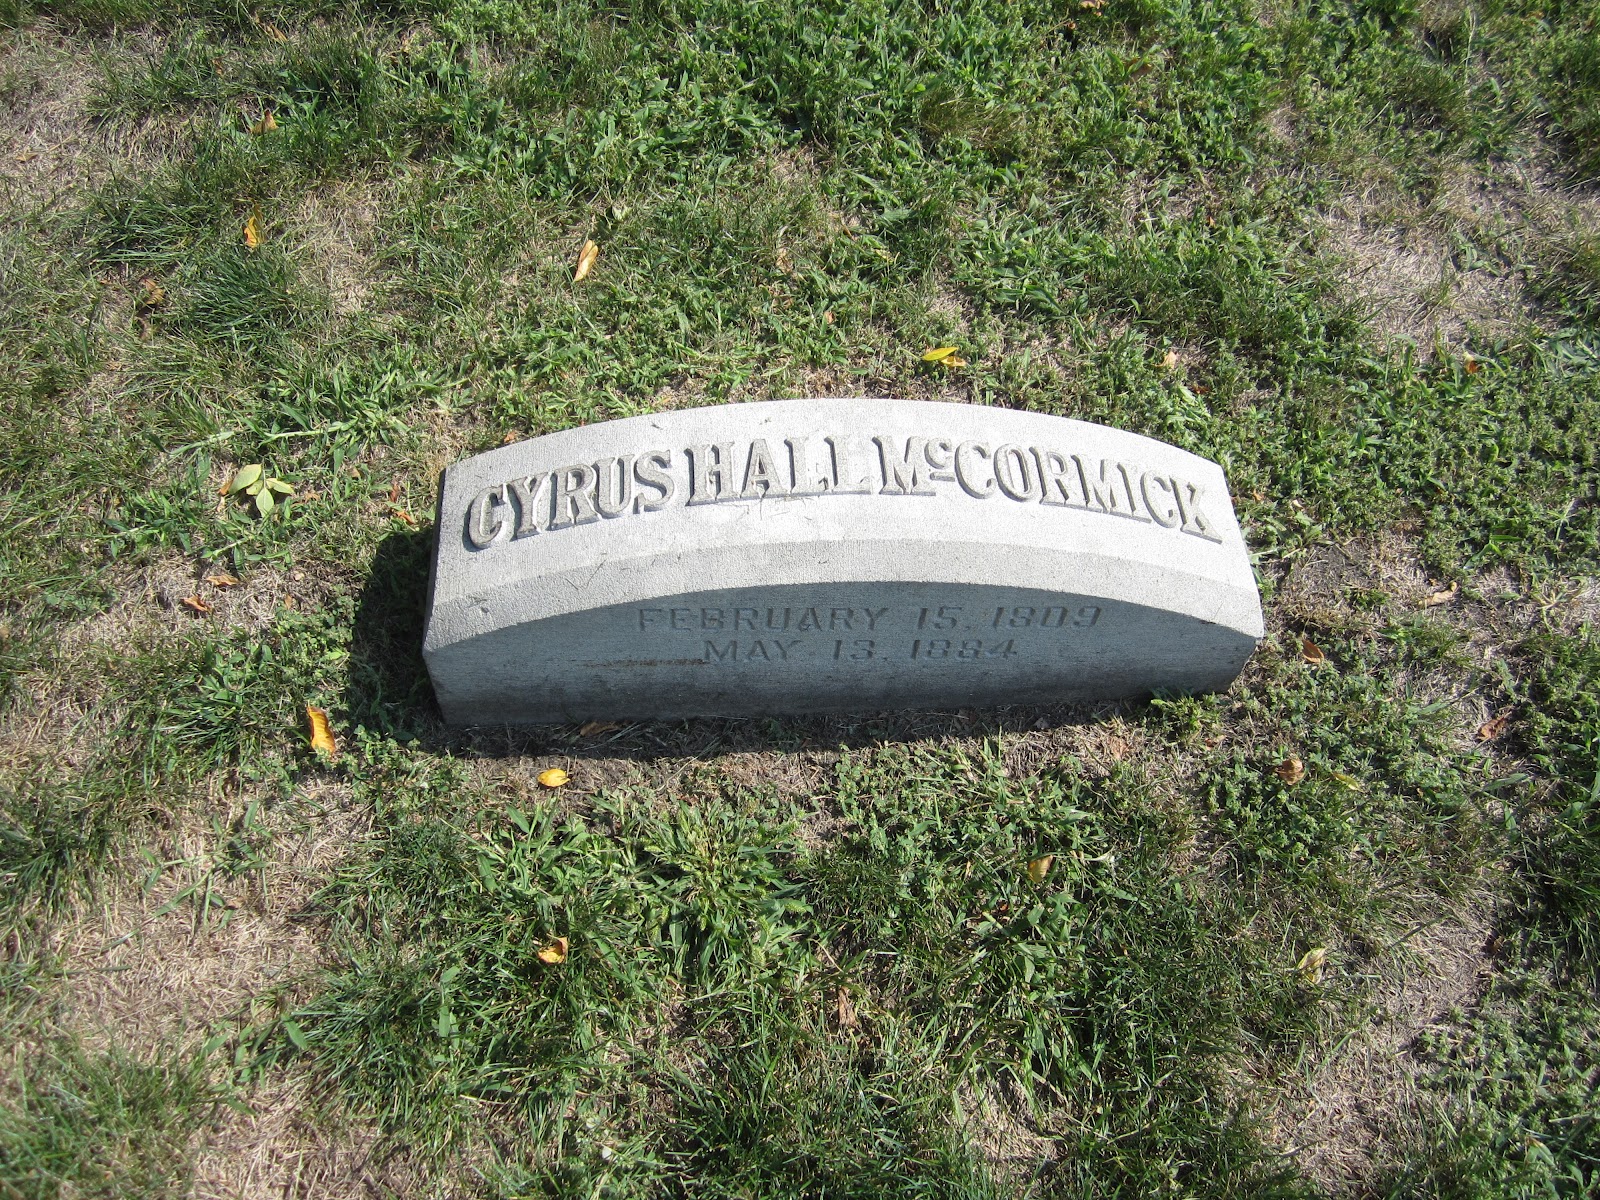 CYRUS HALL McCORMICK
FEBRUARY 15, 1809
MAY 13, 1884